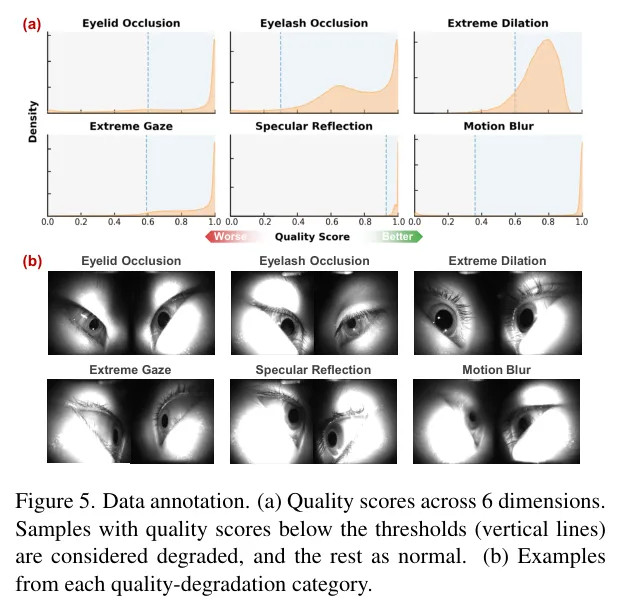 (a)
Eyelid Occlusion
Eyelash Occlusion
Extreme Dilation
Density
Extreme Gaze
Specular Reflection
Motion Blur
0.0 0.2 0.4 0.6 0.8 1.0
0.0 0.2 0.4 0.6 0.8 1.0
0.0 0.2 0.4 0.6 0.8 1.0
Worse Quality Score Better
(b)
Eyelid Occlusion
Eyelash Occlusion
Extreme Dilation
Extreme Gaze
Specular Reflection
Motion Blur
Figure 5. Data annotation. (a) Quality scores across 6 dimensions.
Samples with quality scores below the thresholds (vertical lines)
are considered degraded, and the rest as normal. (b) Examples
from each quality-degradation category.